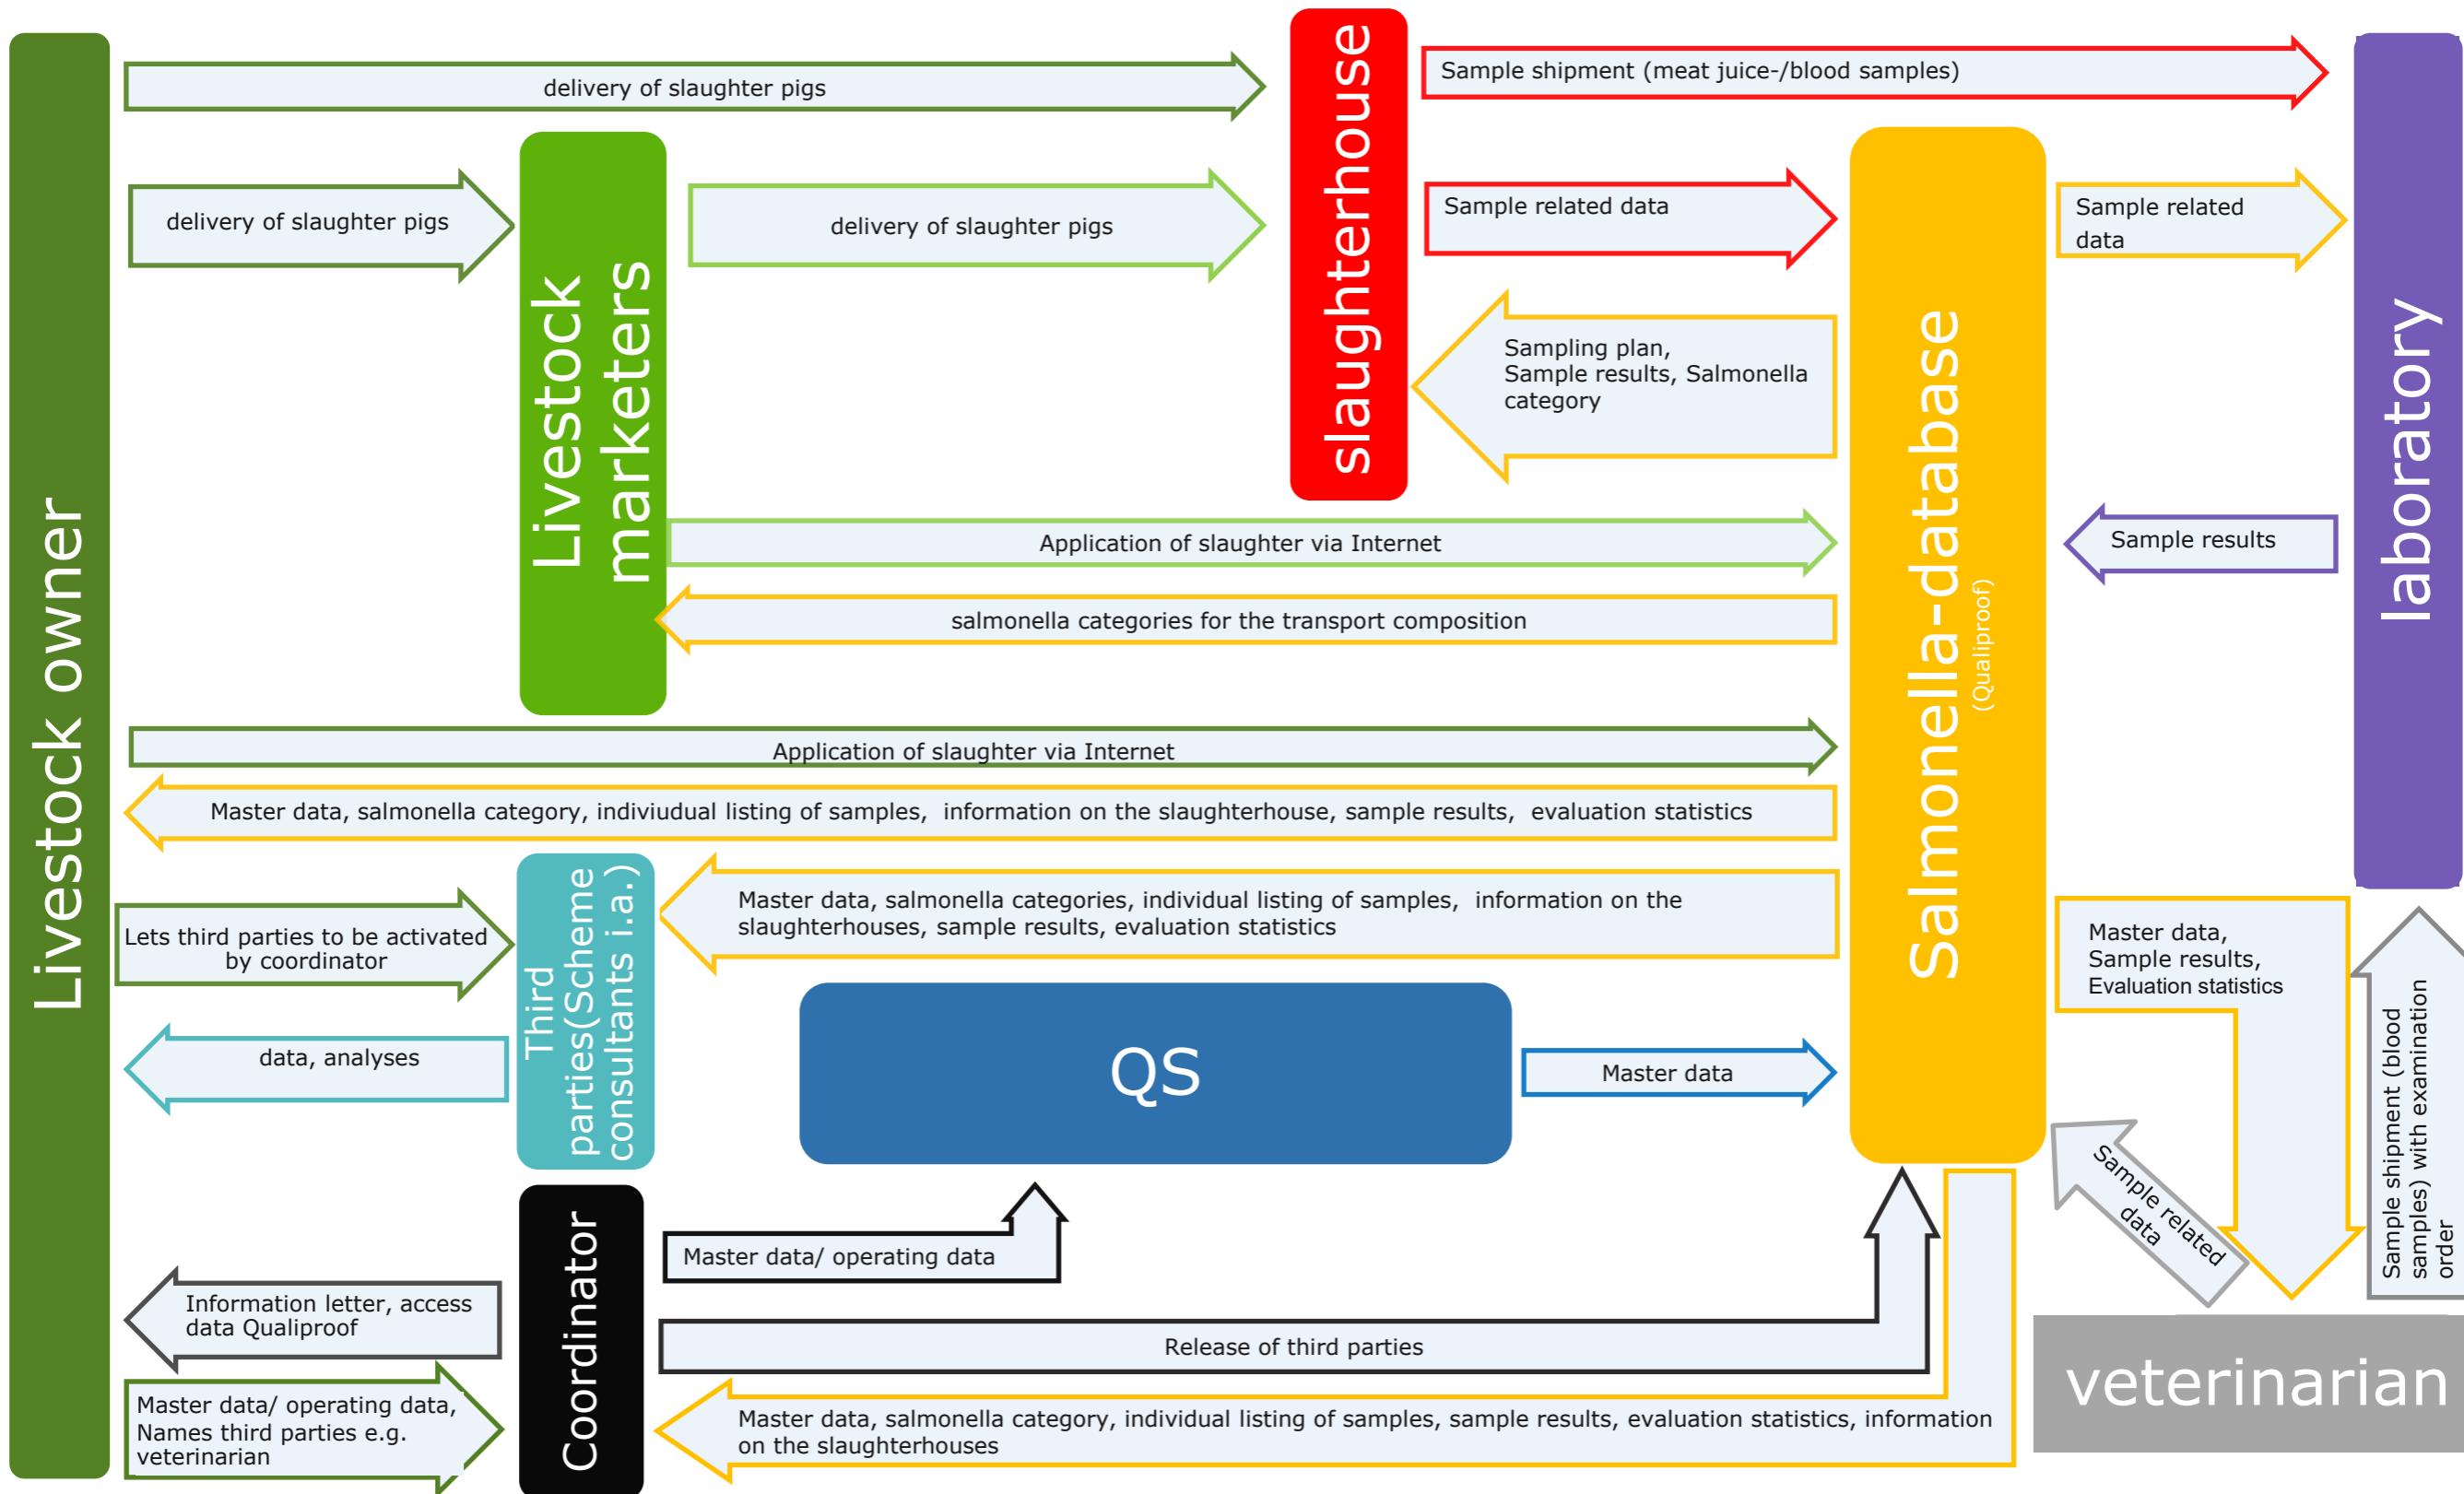 delivery of slaughter pigs
Sample shipment (meat juice-/blood samples)
slaughterhouse
delivery of slaughter pigs
delivery of slaughter pigs
Sample related data
Sample related
data
Livestock
marketers
Sampling plan,
Sample results, Salmonella
category
Salmonella-database
(Qualiproof)
laboratory
Livestock owner
Application of slaughter via Internet
Sample results
salmonella categories for the transport composition
Application of slaughter via Internet
Master data, salmonella category, indiviudual listing of samples, information on the slaughterhouse, sample results, evaluation statistics
Third
parties(Scheme
consultants i.a.)
Master data, salmonella categories, individual listing of samples, information on the
slaughterhouses, sample results, evaluation statistics
Lets third parties to be activated
by coordinator
Master data,
Sample results,
Evaluation statistics
data, analyses
QS
Master data
Sample shipment (blood
samples) with examination
order
Sample related
data
Coordinator
Master data/ operating data
Information letter, access
data Qualiproof
Release of third parties
veterinarian
Master data/ operating data,
Names third parties e.g.
veterinarian
Master data, salmonella category, individual listing of samples, sample results, evaluation statistics, information
on the slaughterhouses